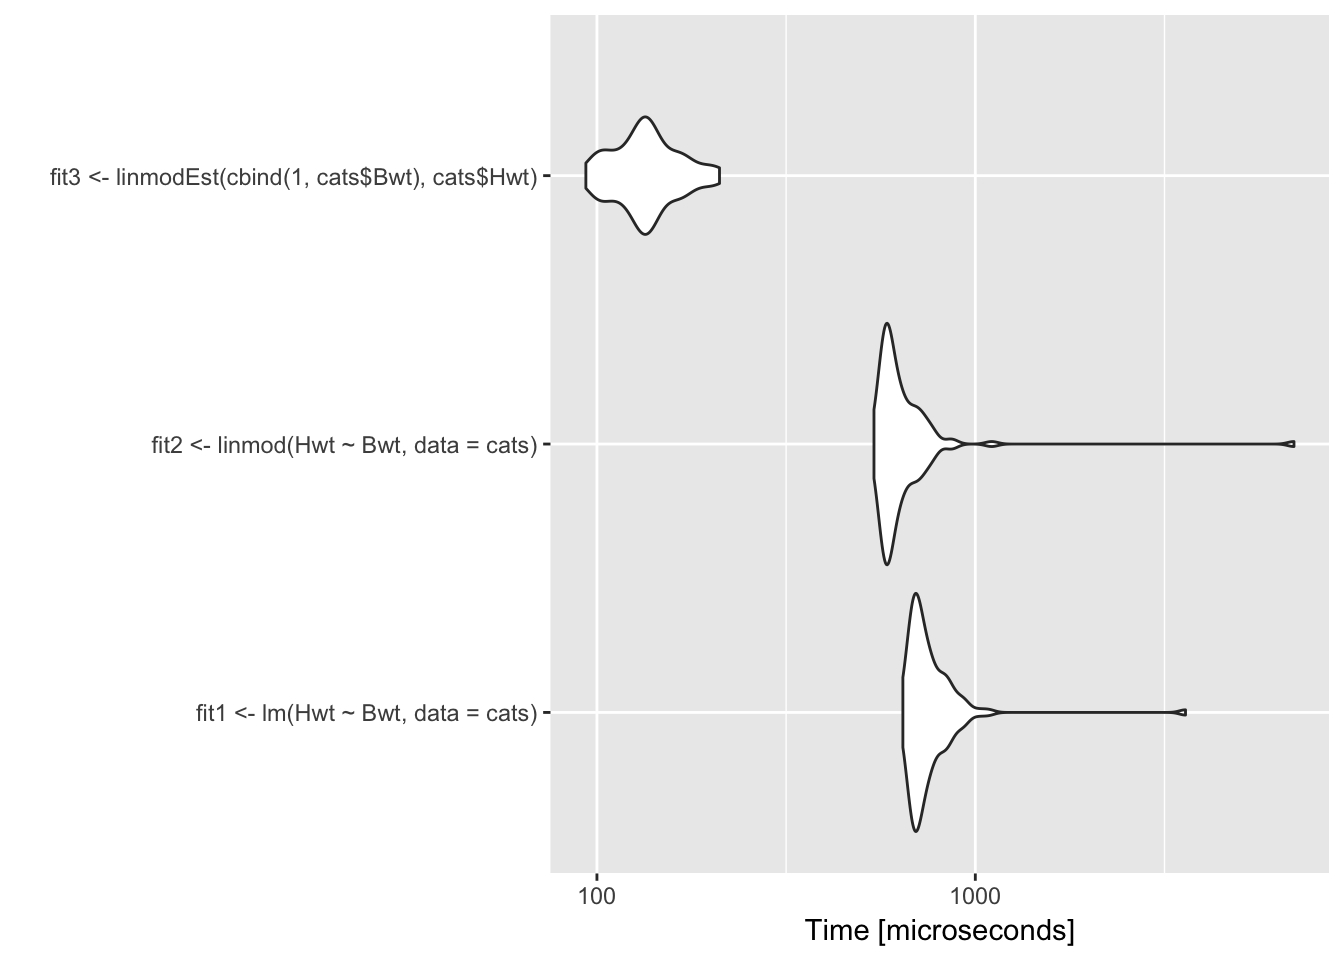 fit3 <- linmodEst(cbind(1, cats$Bwt), cats$Hwt)
fit2 <- linmod(Hwt ~ Bwt, data = cats)
fit1 <- lm(Hwt ~ Bwt, data = cats)
100 1000
Time [microseconds]